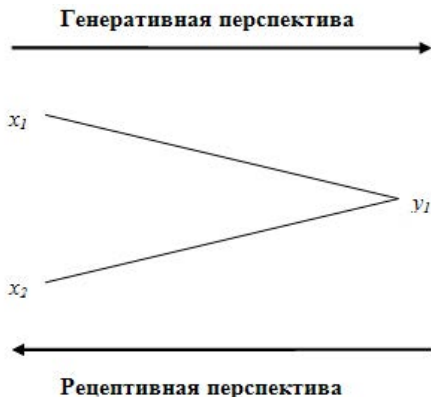 Генеративная перспектива
x₁
y₁
x₂
Рецептивная перспектива